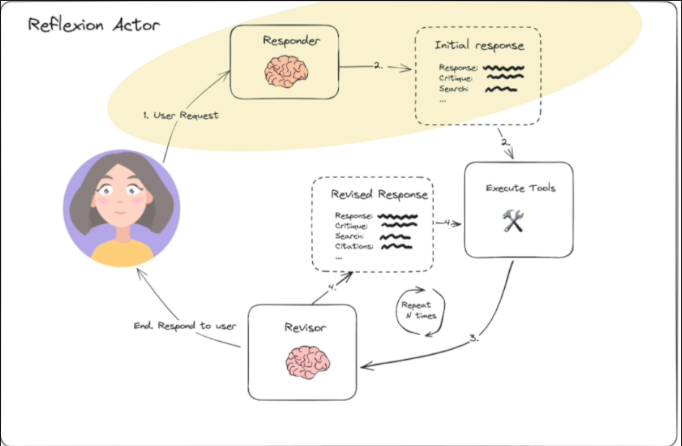 Reflexion Actor
Responder
2.
Initial response
Response:
Critique:
Search:
...
1. User Request
2.
Execute Tools
Revised Response
Response:
Critique:
Search:
Citations:
...
4.
4.
Repeat
N times
3.
End. Respond to user
Revisor